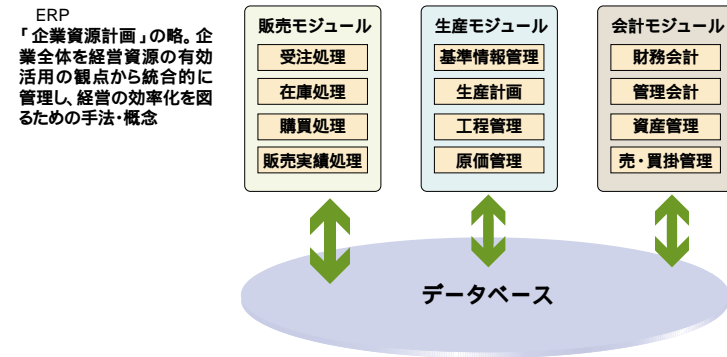 ERP
「企業資源計画」の略。企
業全体を経営資源の有効
活用の観点から統合的に
管理し、経営の効率化を図
るための手法・概念
販売モジュール
受注処理
在庫処理
購買処理
販売実績処理
生産モジュール
基準情報管理
生産計画
工程管理
原価管理
会計モジュール
財務会計
管理会計
資産管理
売・買掛管理
データベース